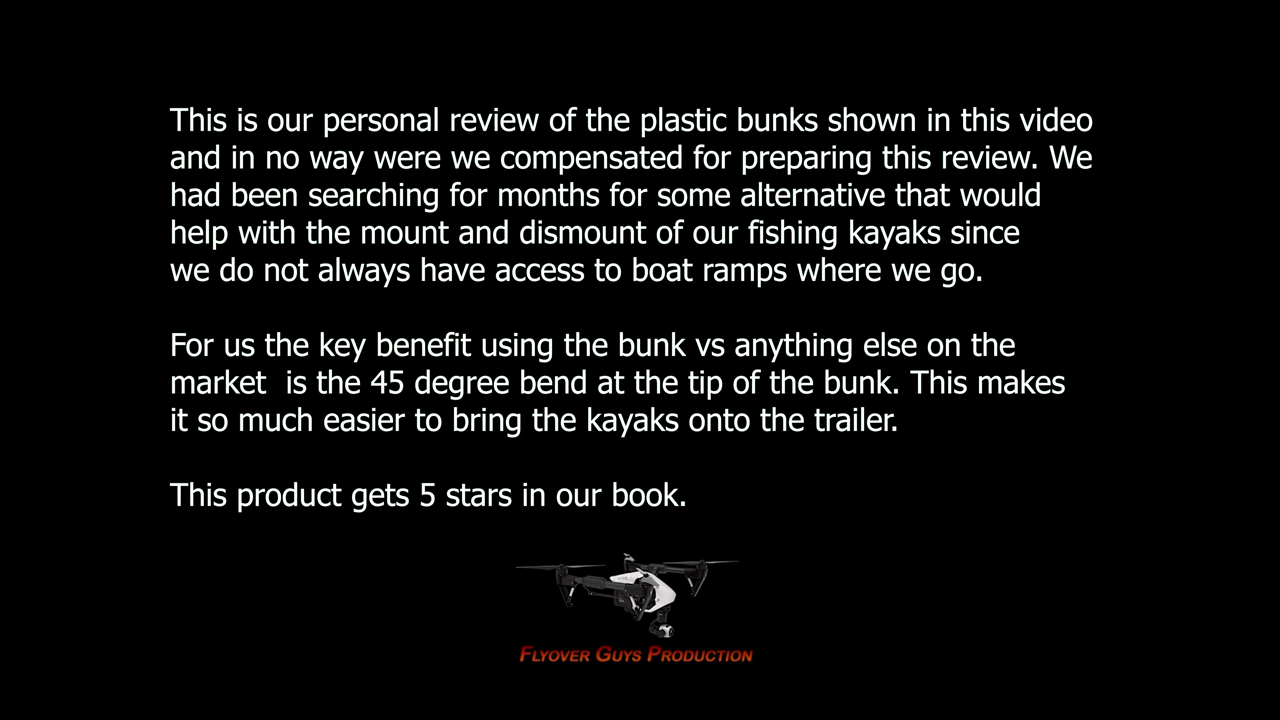 This is our personal review of the plastic bunks shown in this video
and in no way were we compensated for preparing this review. We
had been searching for months for some alternative that would
help with the mount and dismount of our fishing kayaks since
we do not always have access to boat ramps where we go.
For us the key benefit using the bunk vs anything else on the
market  is the 45 degree bend at the tip of the bunk. This makes
it so much easier to bring the kayaks onto the trailer.
This product gets 5 stars in our book.
FLYOVER GUYS PRODUCTION